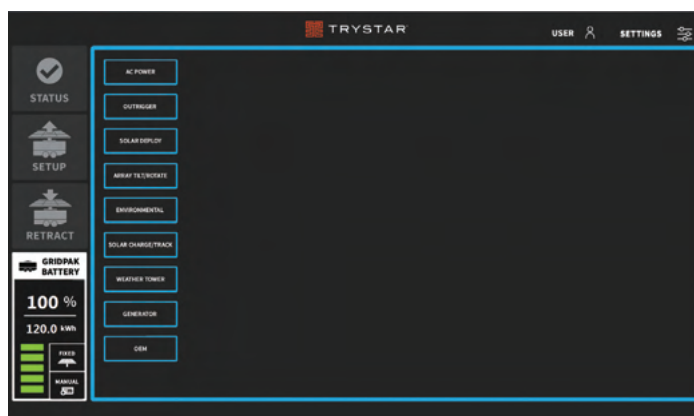 TRYSTAR
USER
SETTINGS
STATUS
SETUP
RETRACT
GRIDPAK
BATTERY
100 %
120.0 kWh
FIXED
MANUAL
AC POWER
OUTRIGGER
SOLAR DEPLOY
ARRAY TILT/ROTATE
ENVIRONMENTAL
SOLAR CHARGE/TRACK
WEATHER TOWER
GENERATOR
OEM